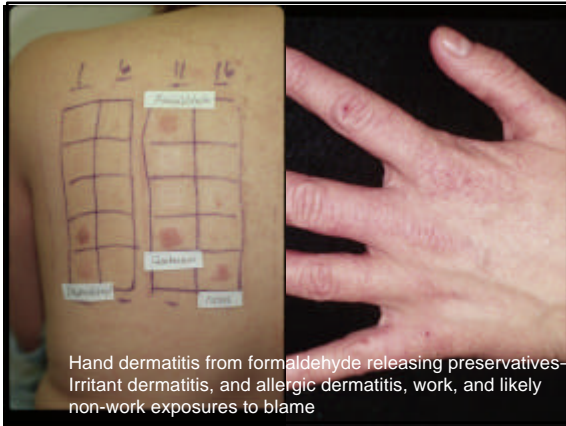 1 6 11 16
Hand dermatitis from formaldehyde releasing preservatives-
Irritant dermatitis, and allergic dermatitis, work, and likely
non-work exposures to blame